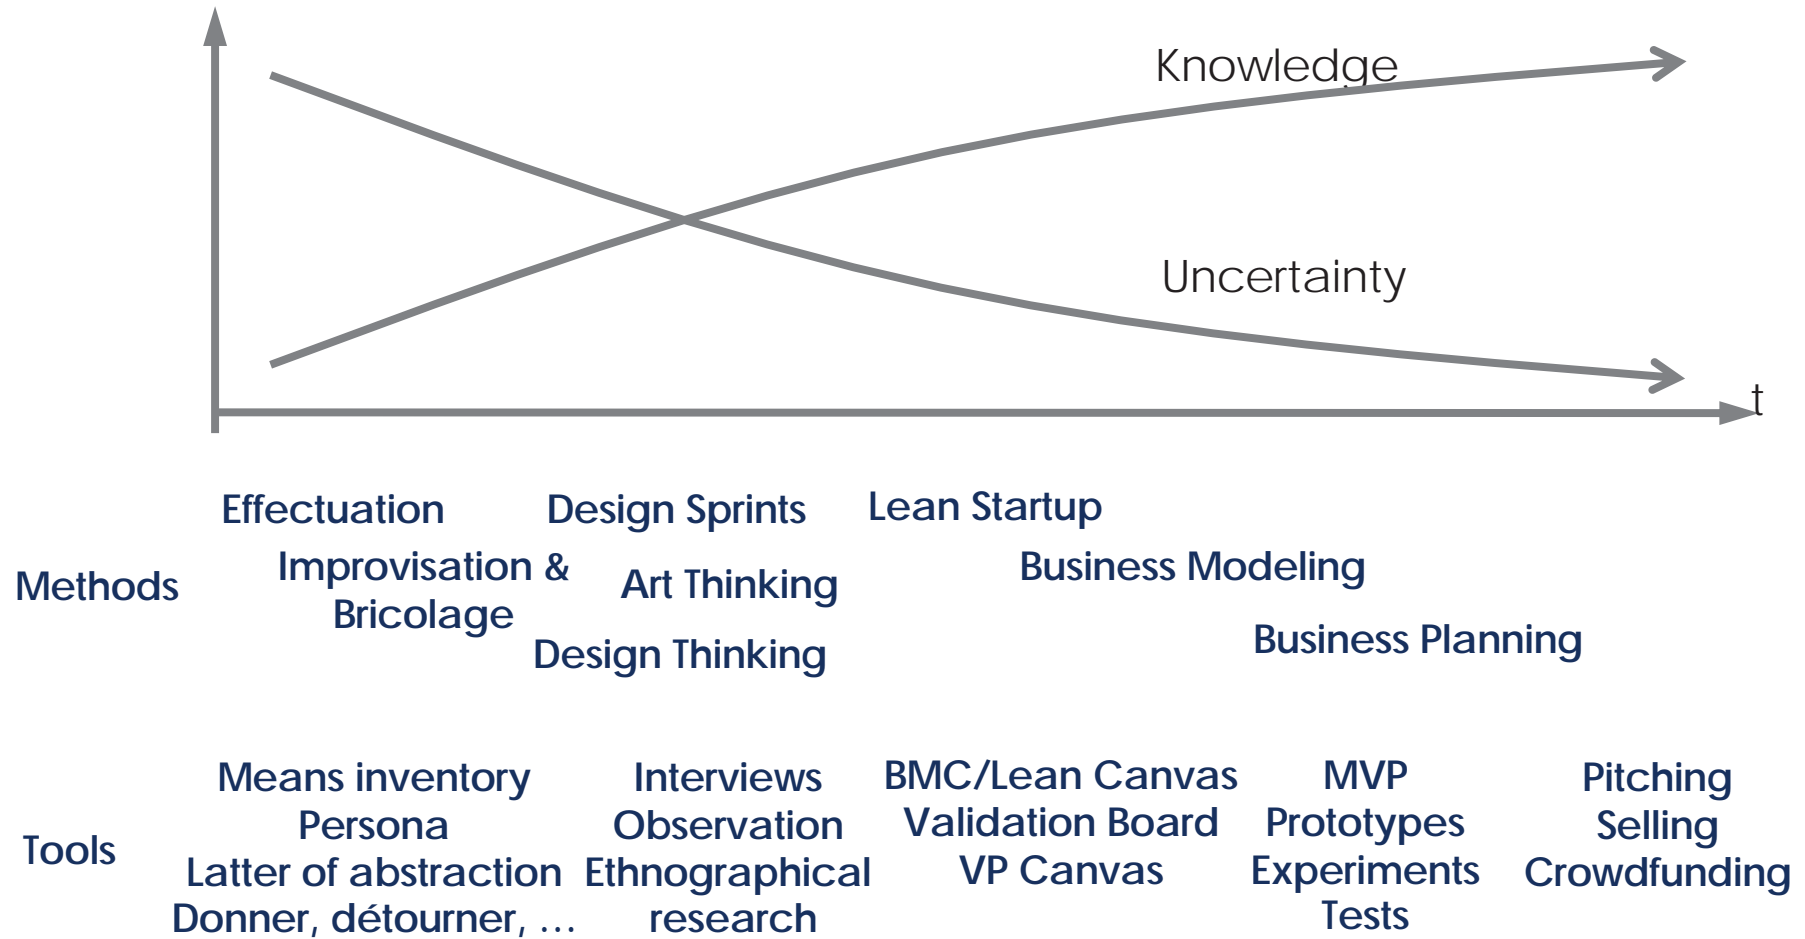 Knowledge
Uncertainty
t
Methods
Effectuation
Improvisation &
Bricolage
Design Sprints
Art Thinking
Design Thinking
Lean Startup
Business Modeling
Business Planning
Tools
Means inventory
Persona
Latter of abstraction
Donner, détourner, …
Interviews
Observation
Ethnographical
research
BMC/Lean Canvas
Validation Board
VP Canvas
MVP
Prototypes
Experiments
Tests
Pitching
Selling
Crowdfunding